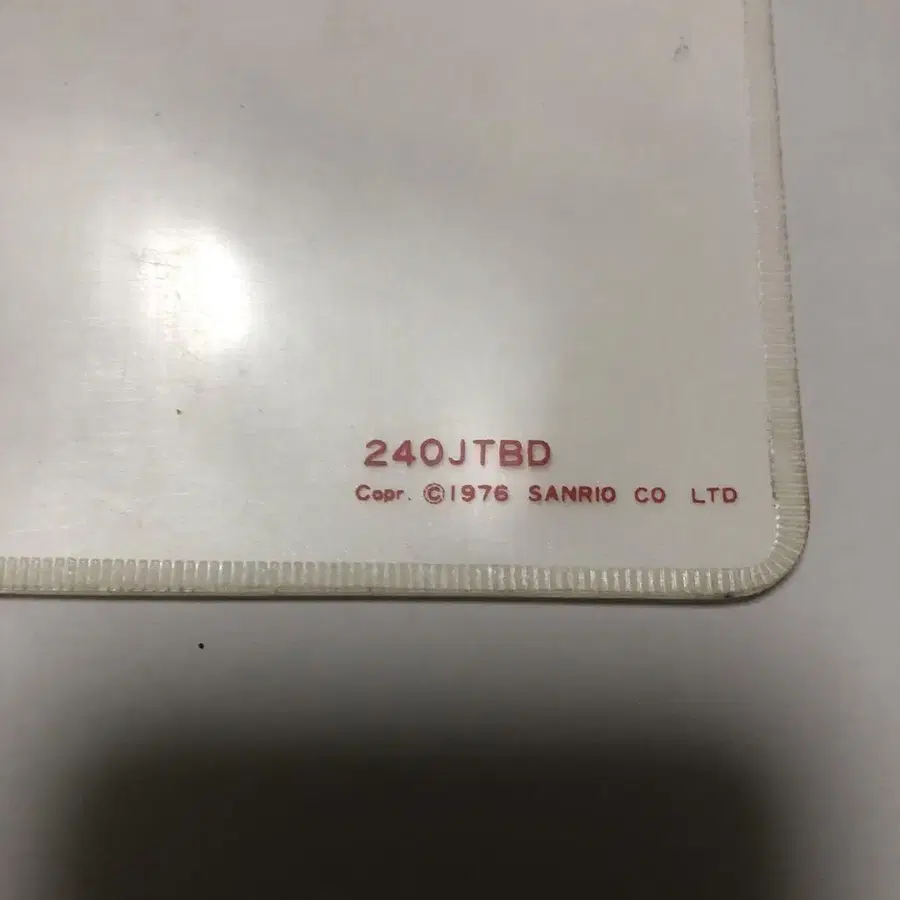 240JTBD
Copr. ©1976 SANRIO CO LTD